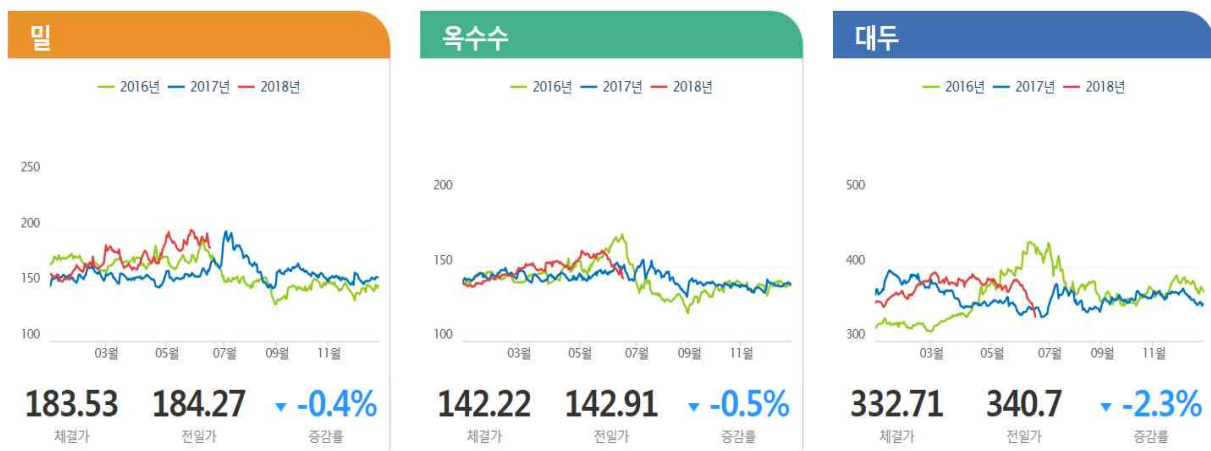 밀
2016년 2017년 2018년
250
200
150
100
03월 05월 07월 09월 11월
183.53 184.27 ▼ -0.4%
체결가 전일가 증감률
옥수수
2016년 2017년 2018년
200
150
100
03월 05월 07월 09월 11월
142.22 142.91 ▼ -0.5%
체결가 전일가 증감률
대두
2016년 2017년 2018년
500
400
300
03월 05월 07월 09월 11월
332.71 340.7 ▼ -2.3%
체결가 전일가 증감률